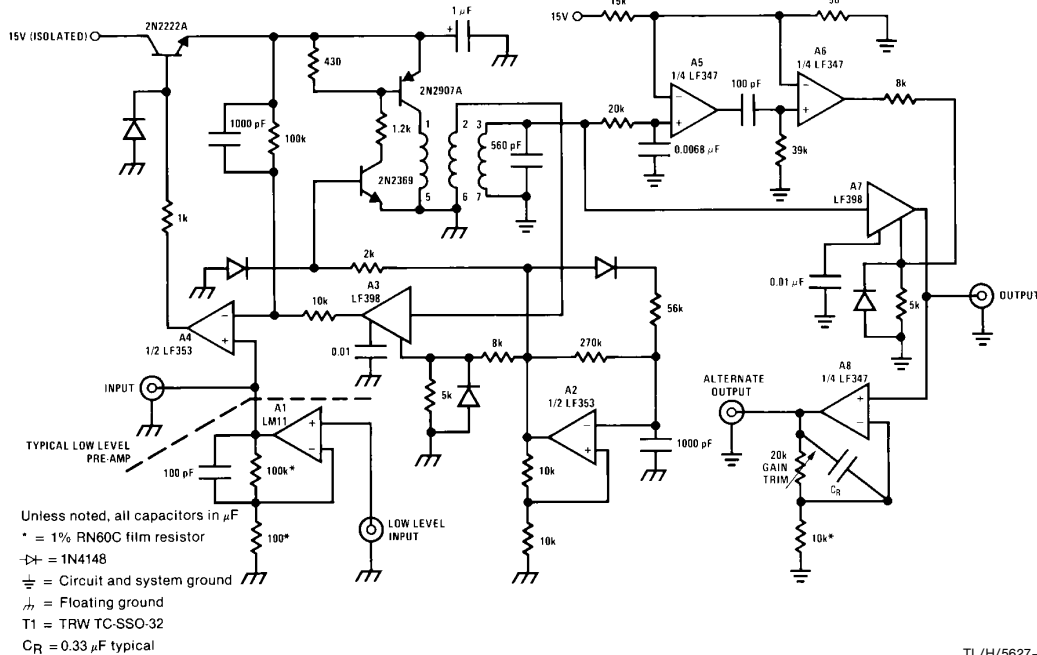 15V (ISOLATED)
2N2222A
1 μF
15V
430
2N2907A
1000 pF
100k
1.2k
2N2369
1
5
2
6
3
7
560 pF
20k
0.0068 μF
A5
1/4 LF347
100 pF
39k
A6
1/4 LF347
8k
A7
LF398
0.01 μF
5k
OUTPUT
1k
2k
A3
LF398
10k
0.01
A4
1/2 LF353
8k
5k
270k
56k
A2
1/2 LF353
1000 pF
10k
10k
INPUT
TYPICAL LOW LEVEL
PRE-AMP
A1
LM11
100 pF
100k*
100*
LOW LEVEL
INPUT
ALTERNATE
OUTPUT
A8
1/4 LF347
20k
GAIN
TRIM
CR
10k*
Unless noted, all capacitors in μF
* = 1% RN60C film resistor
= 1N4148
= Circuit and system ground
= Floating ground
T1 = TRW TC-SSO-32
CR = 0.33 μF typical